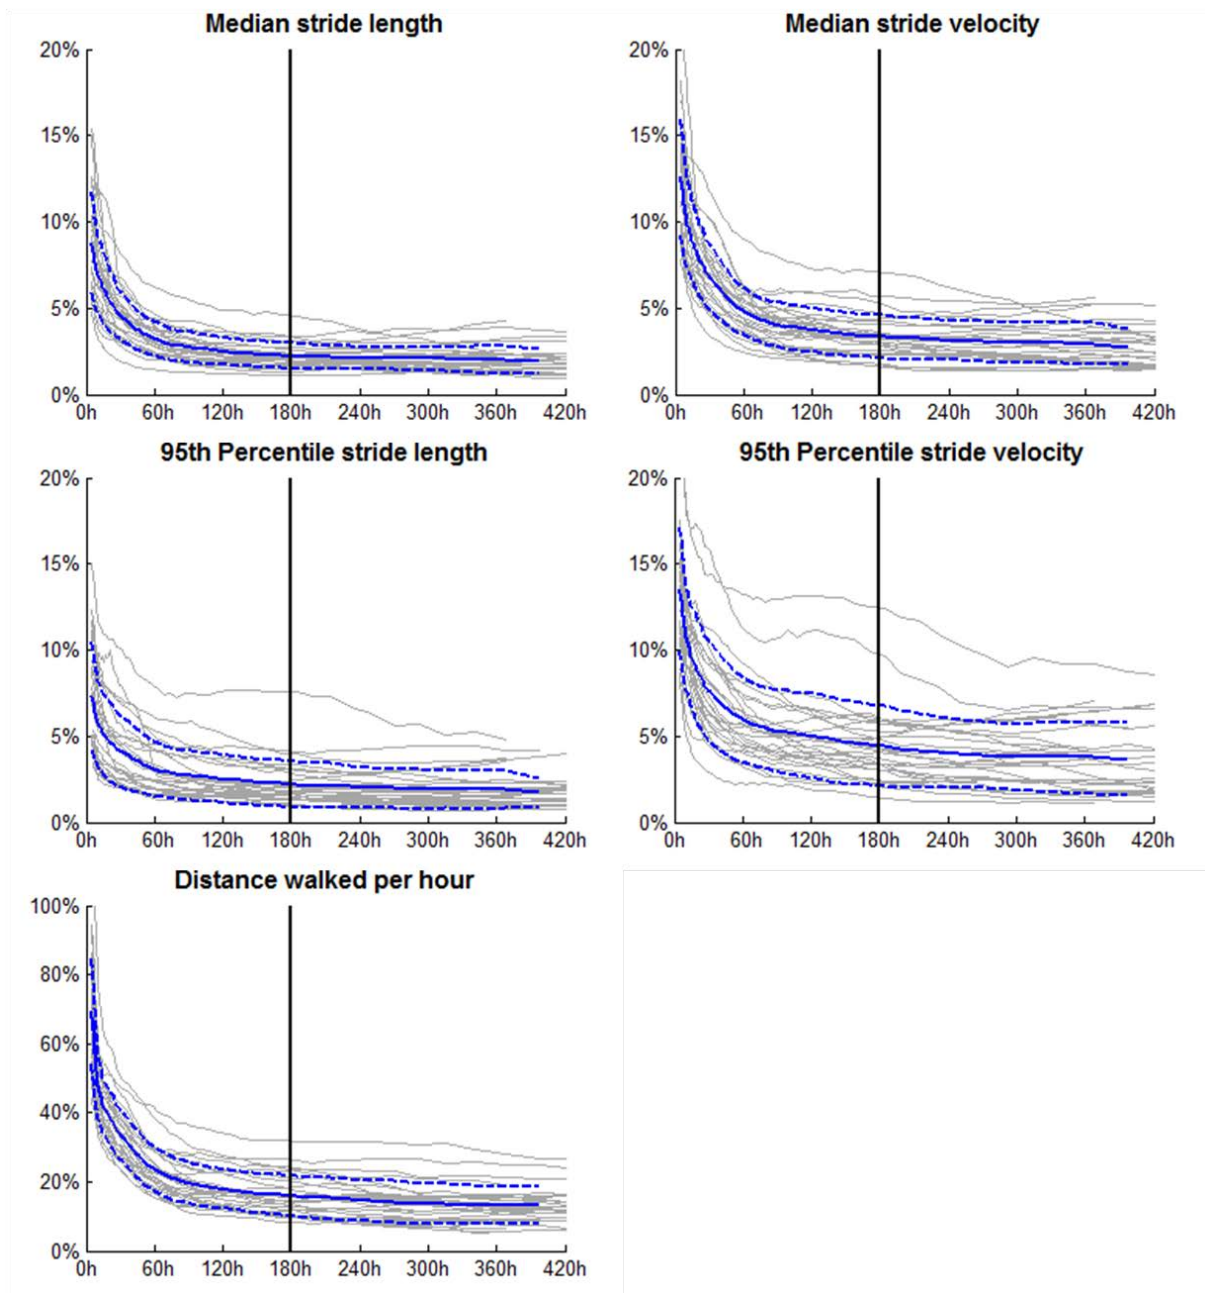 Median stride length
20%
15%
10%
5%
0%
0h 60h 120h 180h 240h 300h 360h 420h
Median stride velocity
20%
15%
10%
5%
0%
0h 60h 120h 180h 240h 300h 360h 420h
95th Percentile stride length
20%
15%
10%
5%
0%
0h 60h 120h 180h 240h 300h 360h 420h
95th Percentile stride velocity
20%
15%
10%
5%
0%
0h 60h 120h 180h 240h 300h 360h 420h
Distance walked per hour
100%
80%
60%
40%
20%
0%
0h 60h 120h 180h 240h 300h 360h 420h